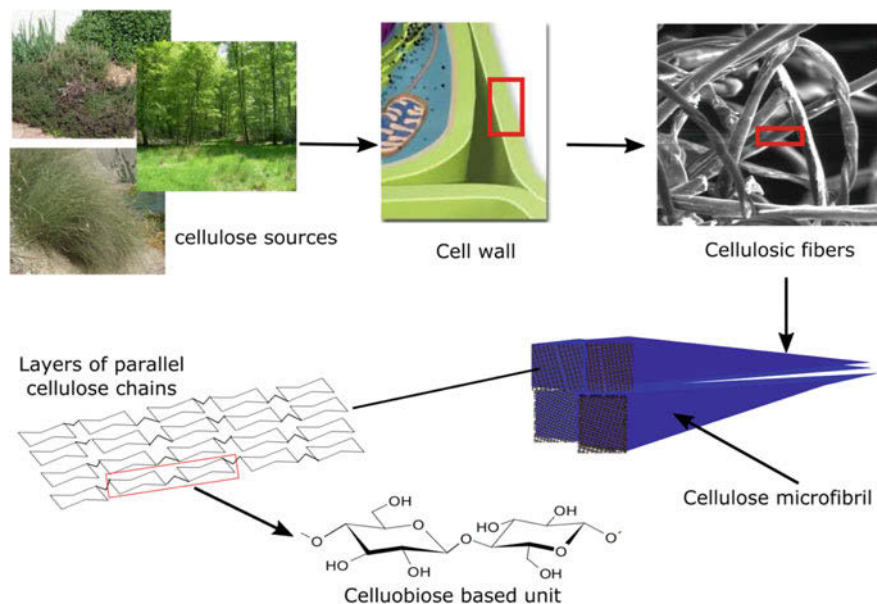 cellulose sources
Cell wall
Cellulosic fibers
Layers of parallel
cellulose chains
Cellulose microfibril
OH
O
O
HO
OH
O
HO
OH
O
OH
O
Celluobiose based unit